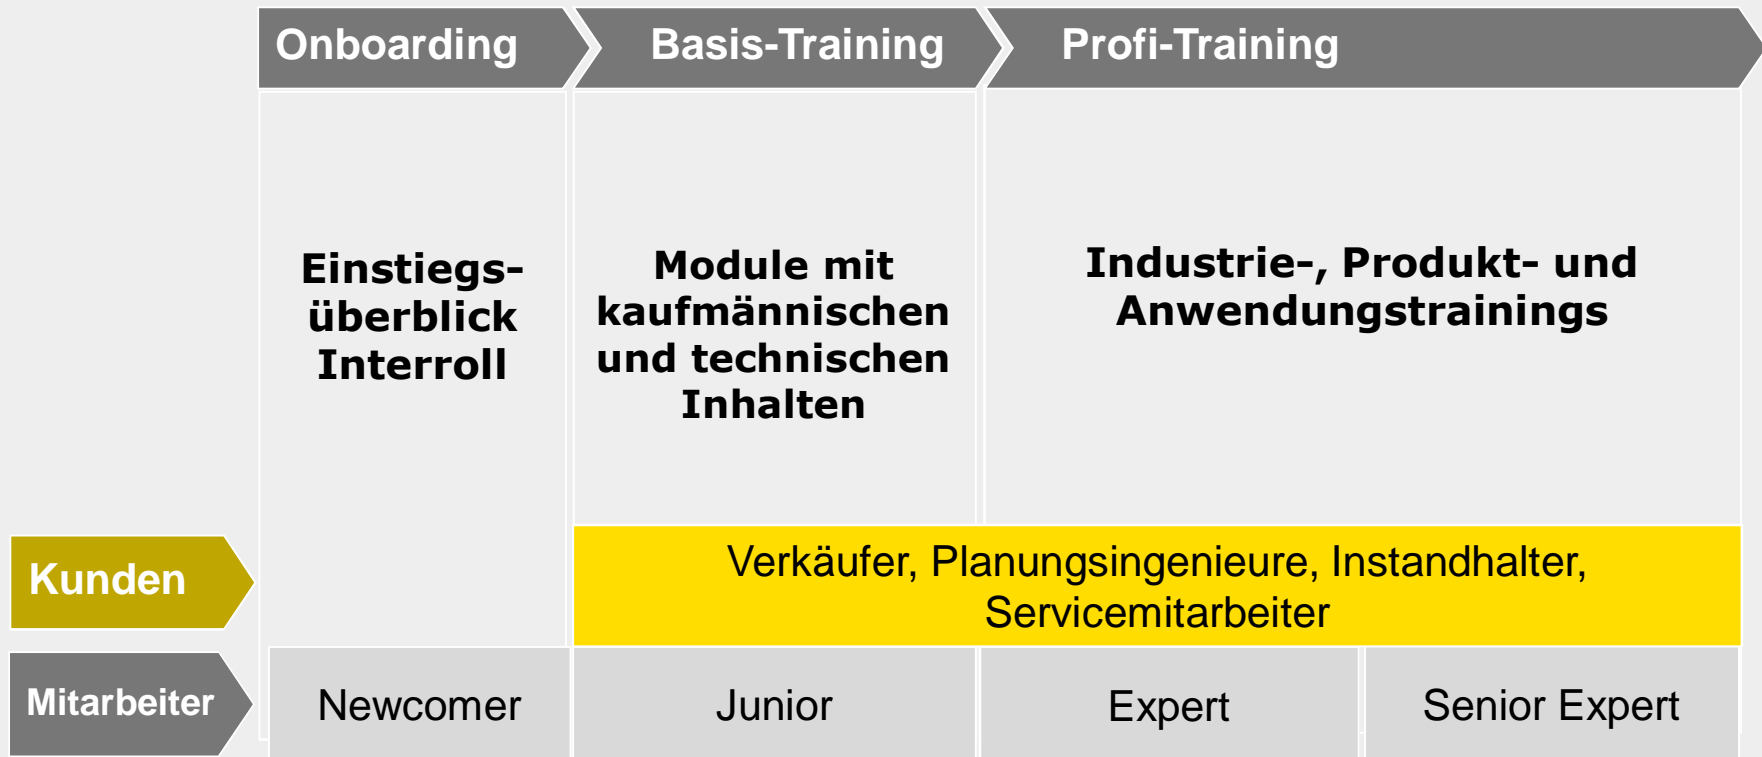 Onboarding
Basis-Training
Profi-Training
Einstiegs-
überblick
Interroll
Module mit
kaufmännischen
und technischen
Inhalten
Industrie-, Produkt- und
Anwendungstrainings
Kunden
Verkäufer, Planungsingenieure, Instandhalter,
Servicemitarbeiter
Mitarbeiter
Newcomer
Junior
Expert
Senior Expert